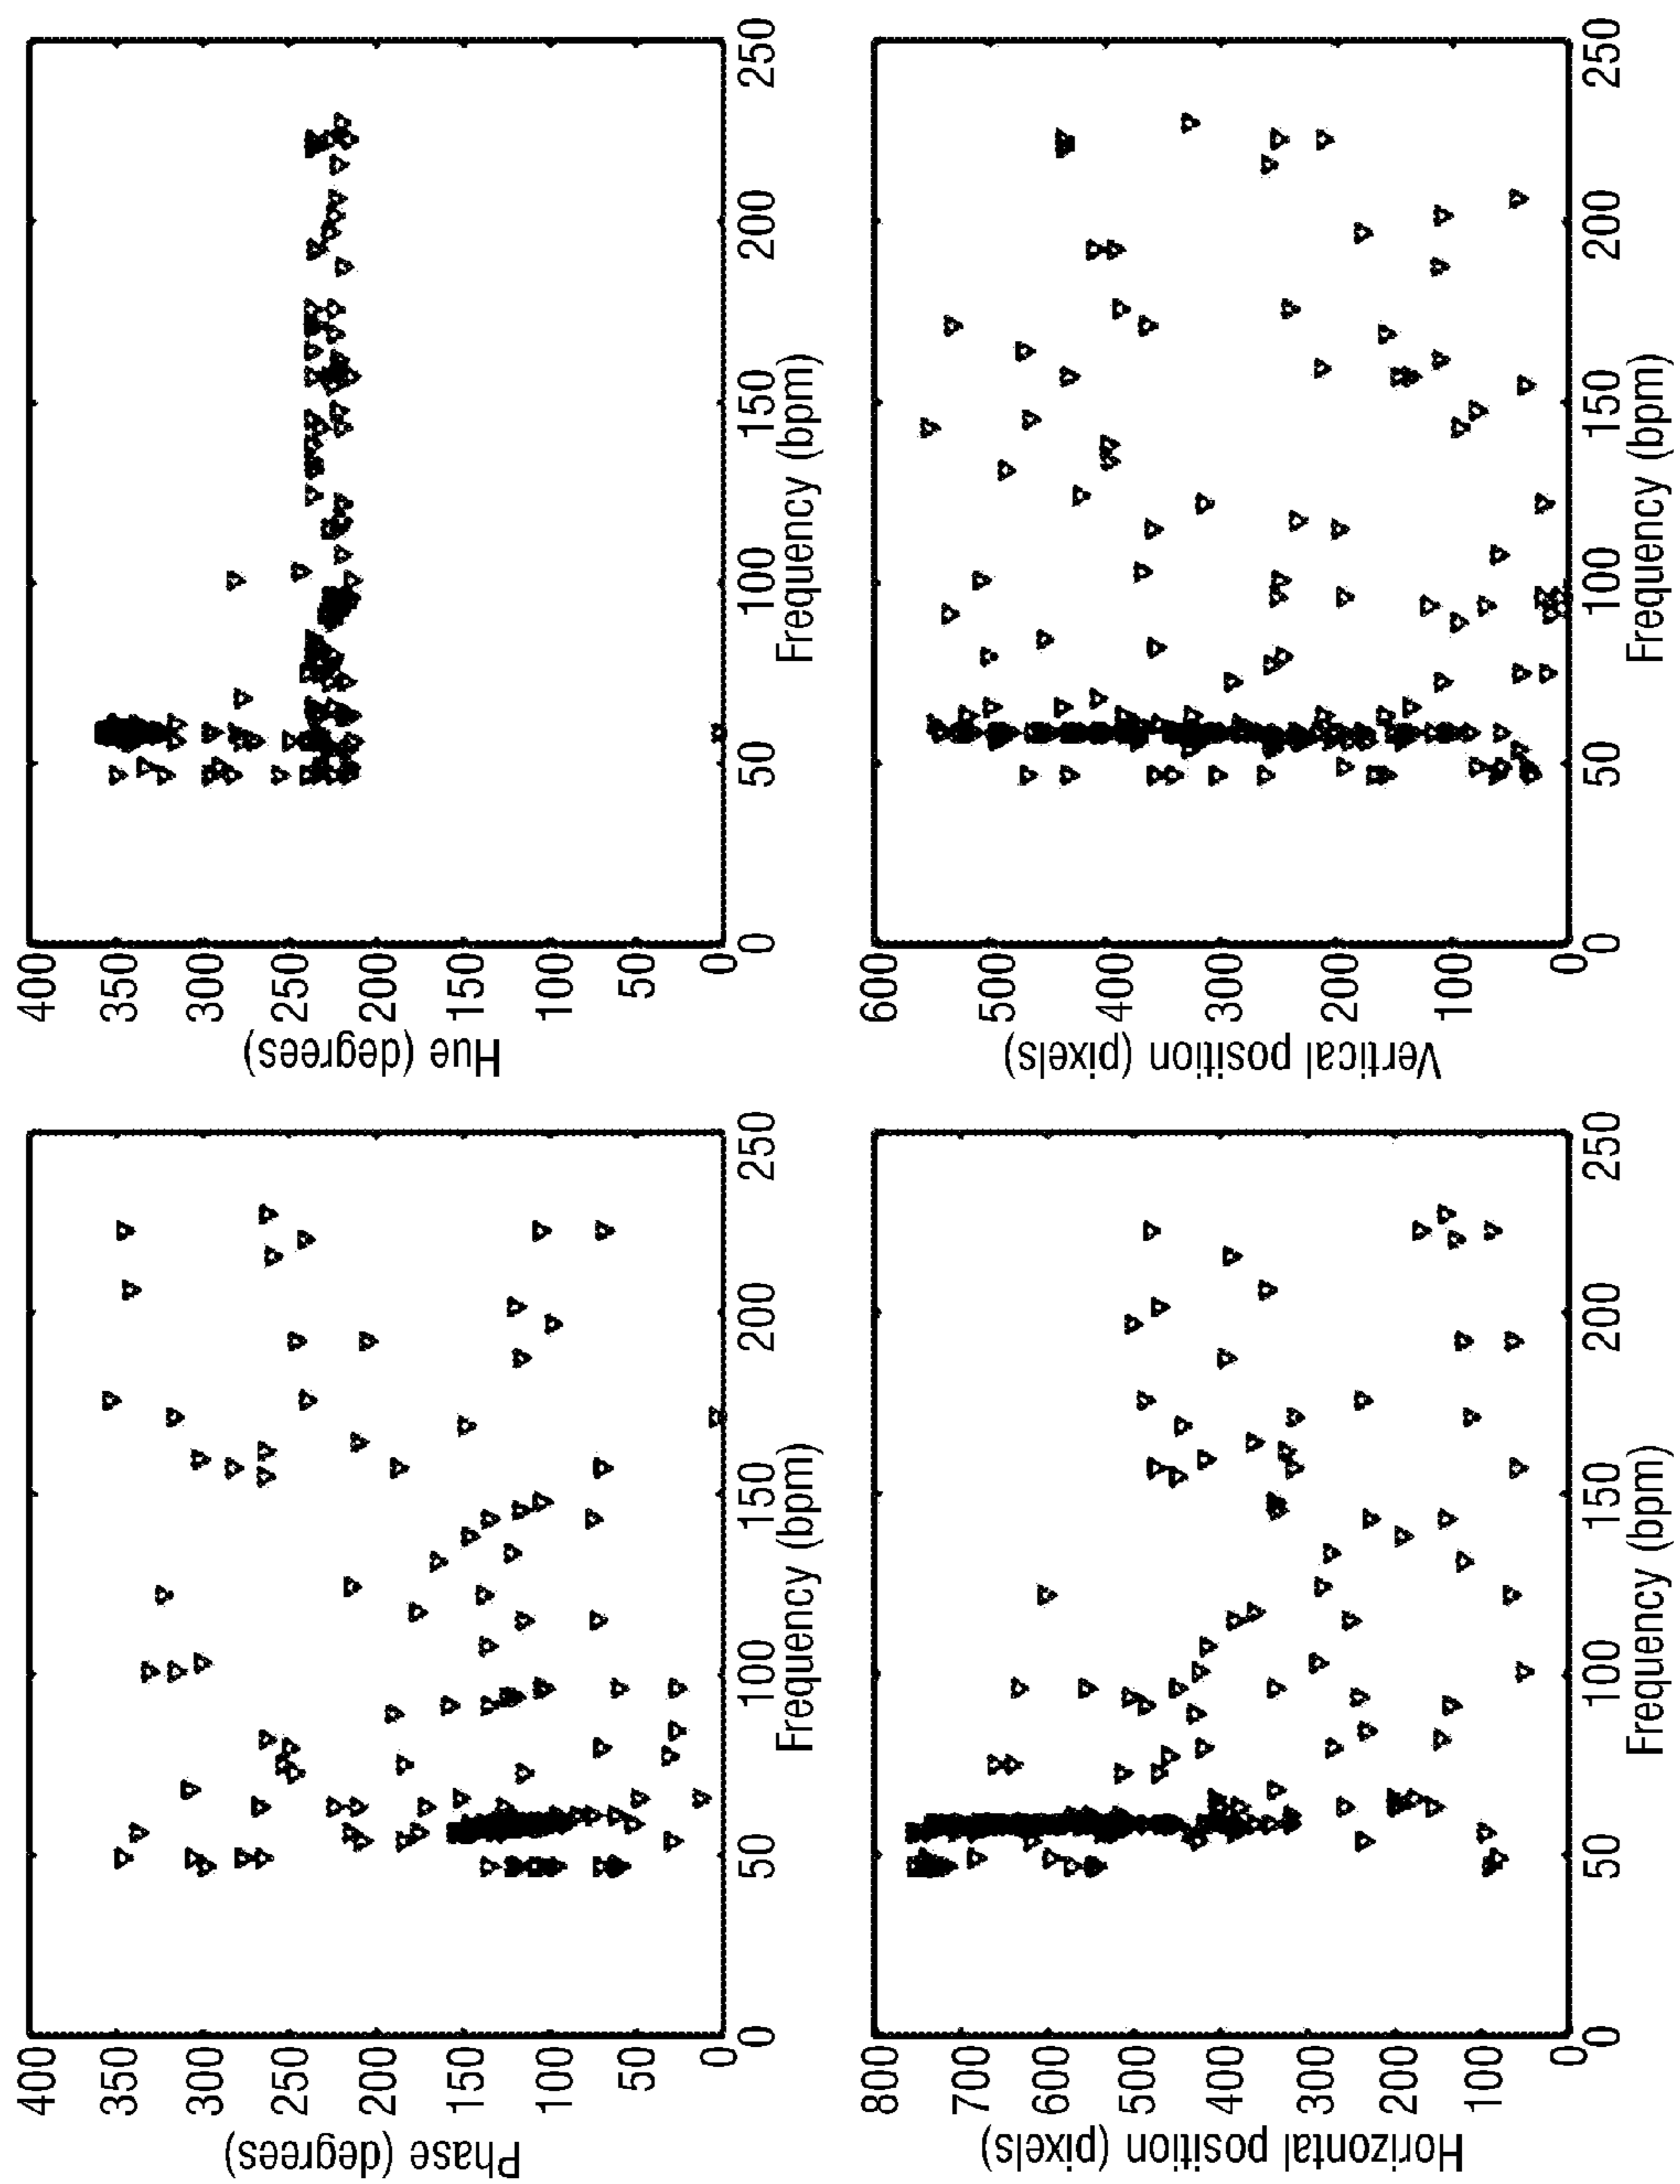 Phase (degrees)
400
350
300
250
200
150
100
50
0
0 50 100 150 200 250
Frequency (bpm)
Hue (degrees)
400
350
300
250
200
150
100
50
0
0 50 100 150 200 250
Frequency (bpm)
Horizontal position (pixels)
800
700
600
500
400
300
200
100
0
0 50 100 150 200 250
Frequency (bpm)
Vertical position (pixels)
600
500
400
300
200
100
0
0 50 100 150 200 250
Frequency (bpm)